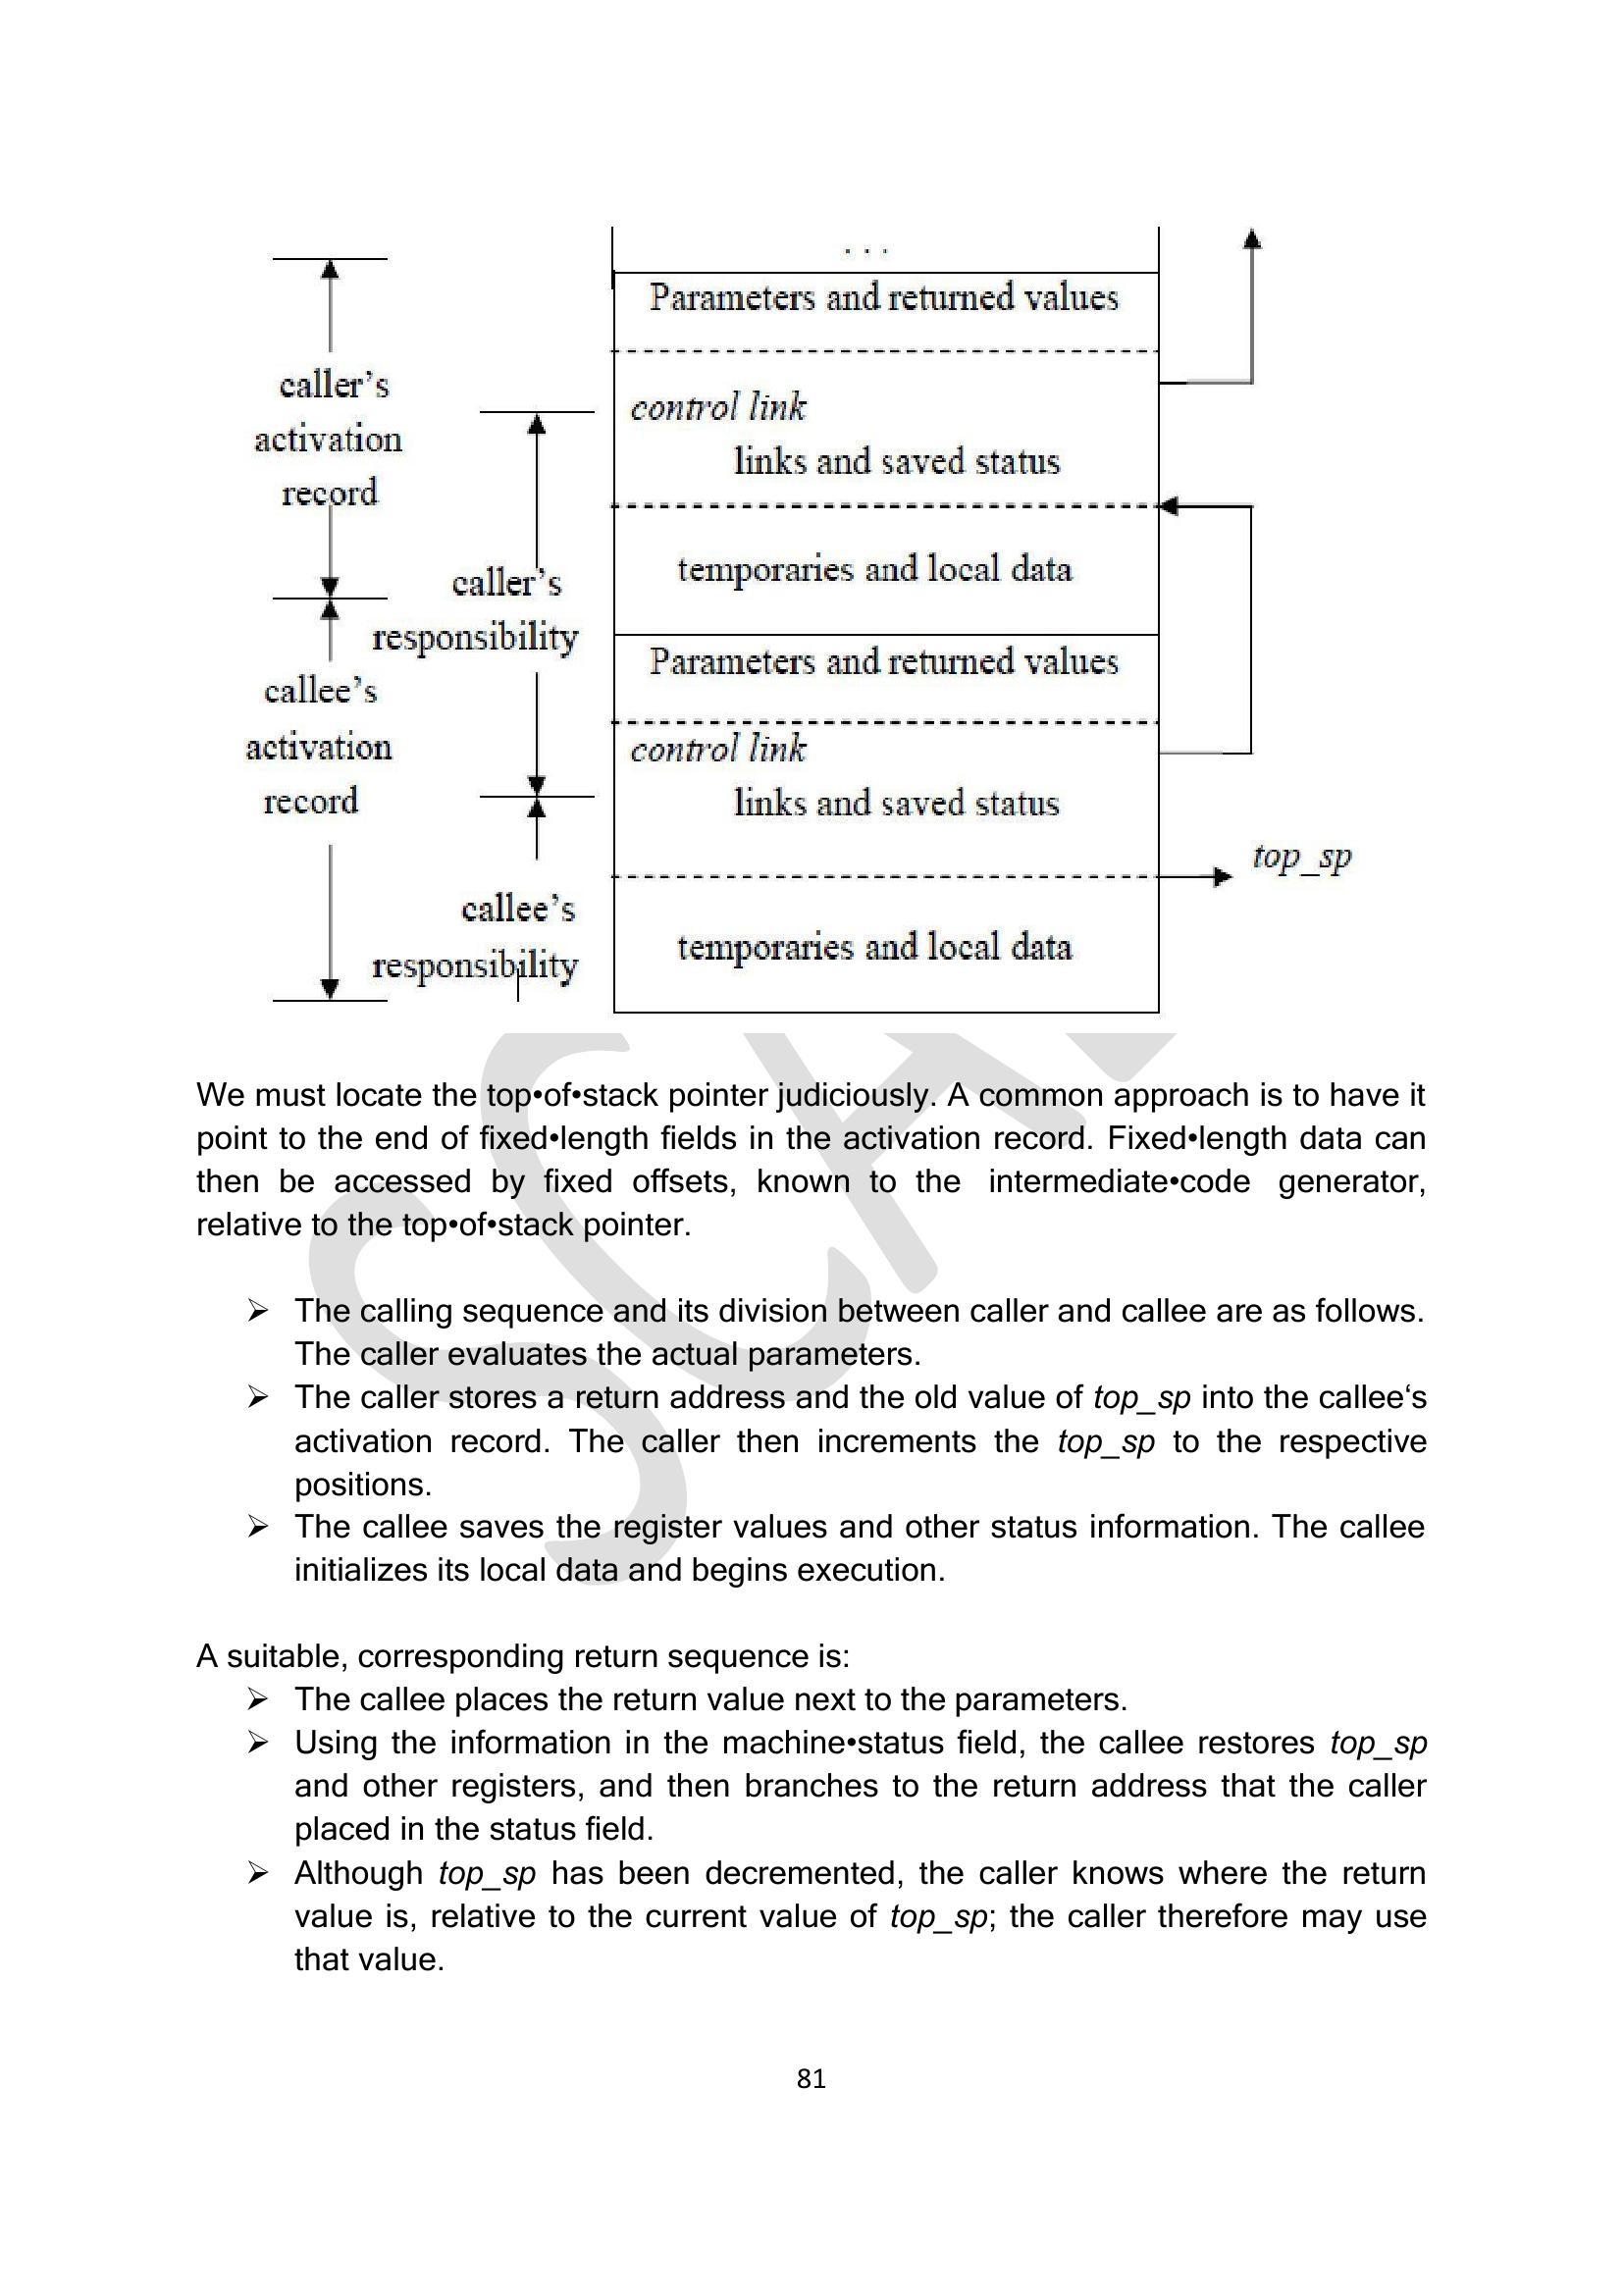 . . .
Parameters and returned values
caller's
activation
record
control link
links and saved status
temporaries and local data
caller's
responsibility
Parameters and returned values
callee's
activation
record
control link
links and saved status
top_sp
callee's
responsibility
temporaries and local data
We must locate the top•of•stack pointer judiciously. A common approach is to have it
point to the end of fixed•length fields in the activation record. Fixed•length data can
then be accessed by fixed offsets, known to the intermediate•code generator,
relative to the top•of•stack pointer.
➢ The calling sequence and its division between caller and callee are as follows.
The caller evaluates the actual parameters.
➢ The caller stores a return address and the old value of top_sp into the callee‘s
activation record. The caller then increments the top_sp to the respective
positions.
➢ The callee saves the register values and other status information. The callee
initializes its local data and begins execution.
A suitable, corresponding return sequence is:
➢ The callee places the return value next to the parameters.
➢ Using the information in the machine•status field, the callee restores top_sp
and other registers, and then branches to the return address that the caller
placed in the status field.
➢ Although top_sp has been decremented, the caller knows where the return
value is, relative to the current value of top_sp; the caller therefore may use
that value.
81